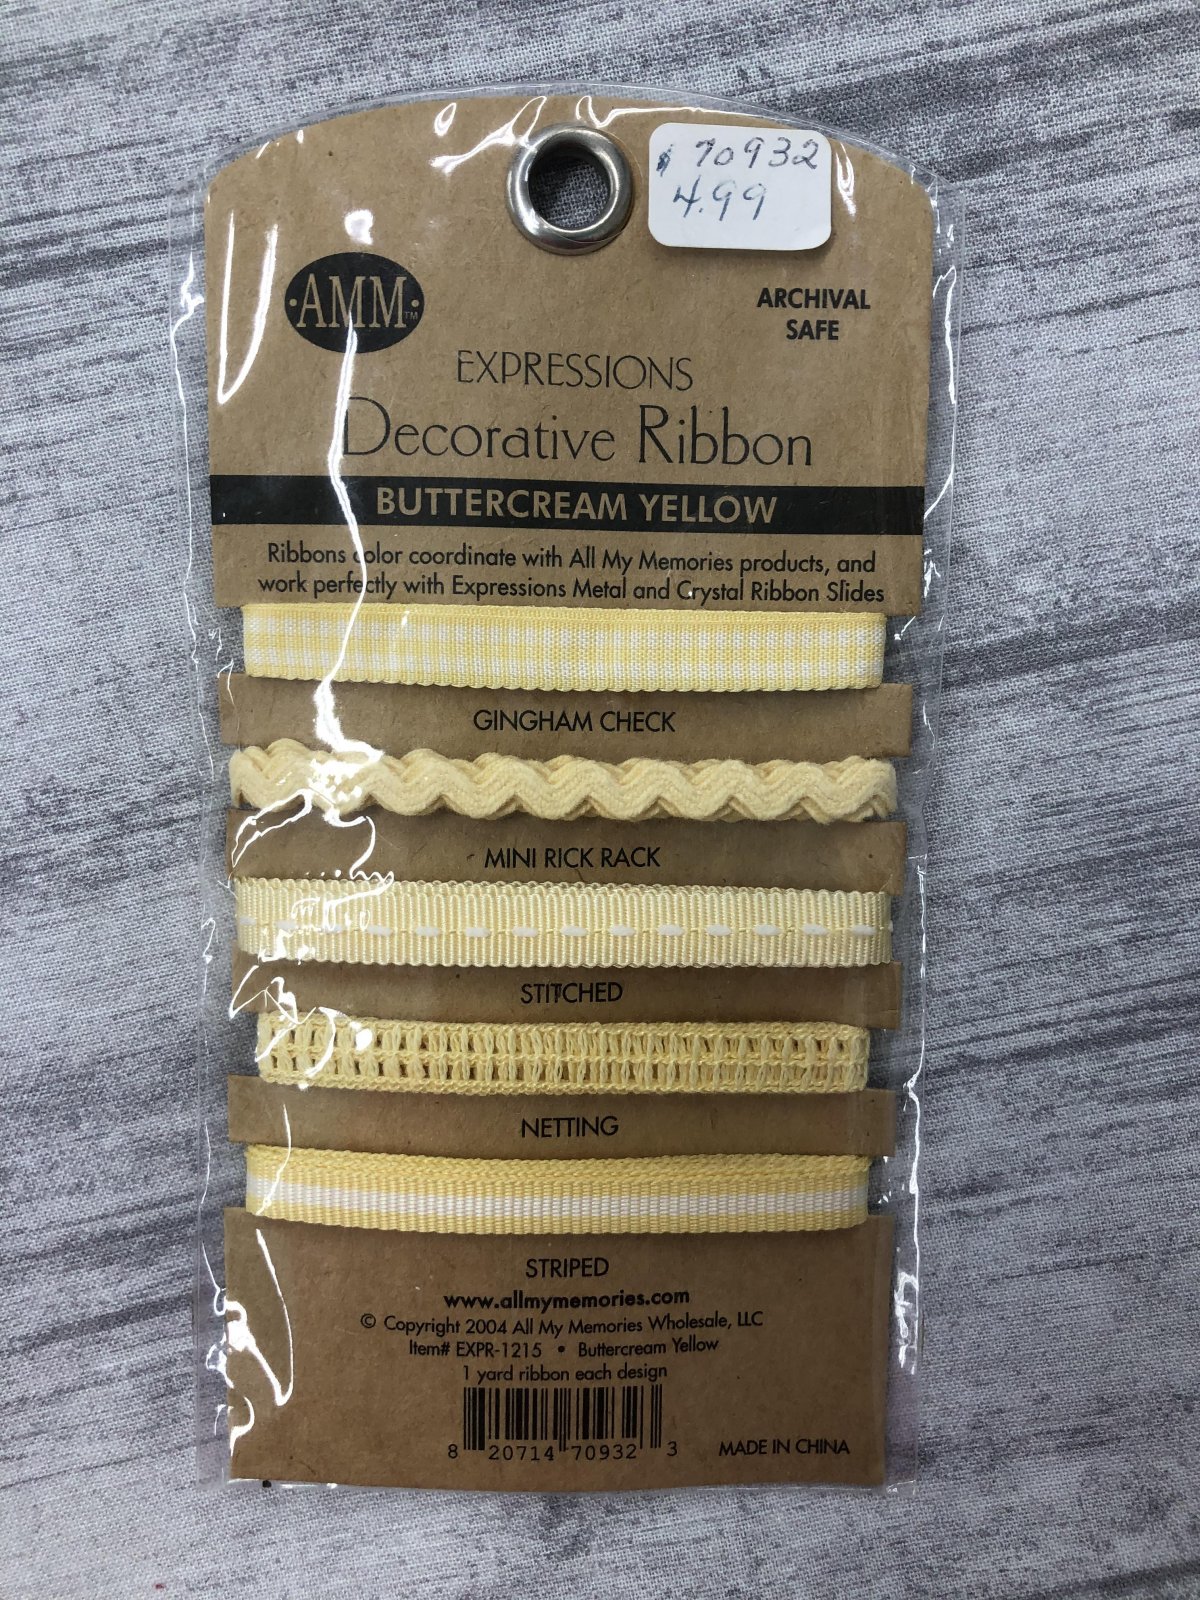 $ 70932
4.99
·AMM·™
ARCHIVAL
SAFE
EXPRESSIONS
Decorative Ribbon
BUTTERCREAM YELLOW
Ribbons color coordinate with All My Memories products, and
work perfectly with Expressions Metal and Crystal Ribbon Slides
GINGHAM CHECK
MINI RICK RACK
STITCHED
NETTING
STRIPED
www.allmymemories.com
© Copyright 2004 All My Memories Wholesale, LLC
Item# EXPR-1215 • Buttercream Yellow
1 yard ribbon each design
8 20714 70932 3
MADE IN CHINA